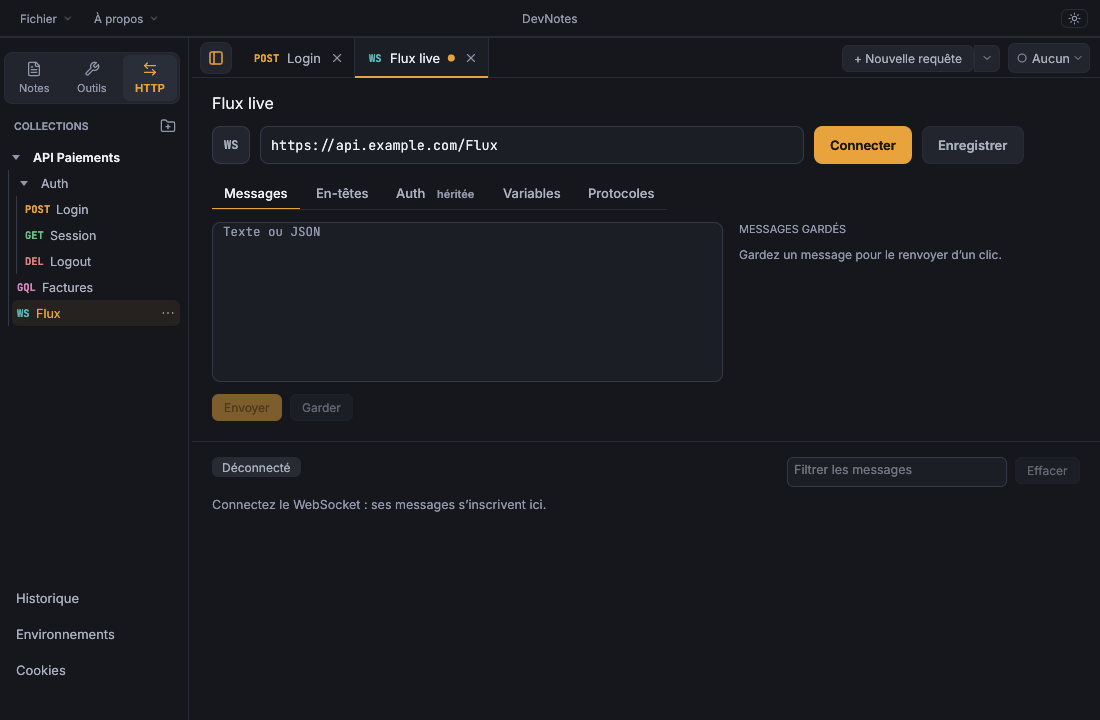 Fichier
À propos
DevNotes
Notes
Outils
HTTP
POST Login
WS Flux live
+ Nouvelle requête
Aucun
COLLECTIONS
API Paiements
Auth
POST Login
GET Session
DEL Logout
GQL Factures
WS Flux
Historique
Environnements
Cookies
Flux live
WS
https://api.example.com/Flux
Connecter
Enregistrer
Messages
En-têtes
Auth héritée
Variables
Protocoles
Texte ou JSON
MESSAGES GARDÉS
Gardez un message pour le renvoyer d’un clic.
Envoyer
Garder
Déconnecté
Filtrer les messages
Effacer
Connectez le WebSocket : ses messages s’inscrivent ici.